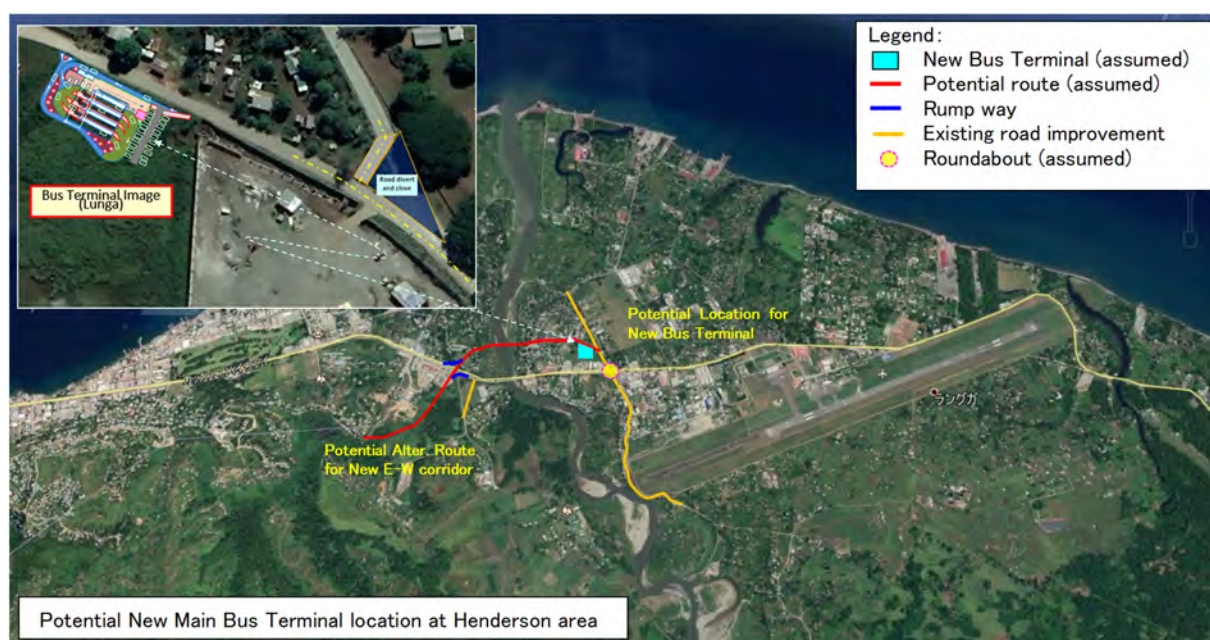 Legend:
New Bus Terminal (assumed)
Potential route (assumed)
Rump way
Existing road improvement
Roundabout (assumed)
Road divert
and close
Bus Terminal Image
(Lunga)
Potential Location for
New Bus Terminal
ラングガ
Potential Alter. Route
for New E-W corridor
Potential New Main Bus Terminal location at Henderson area